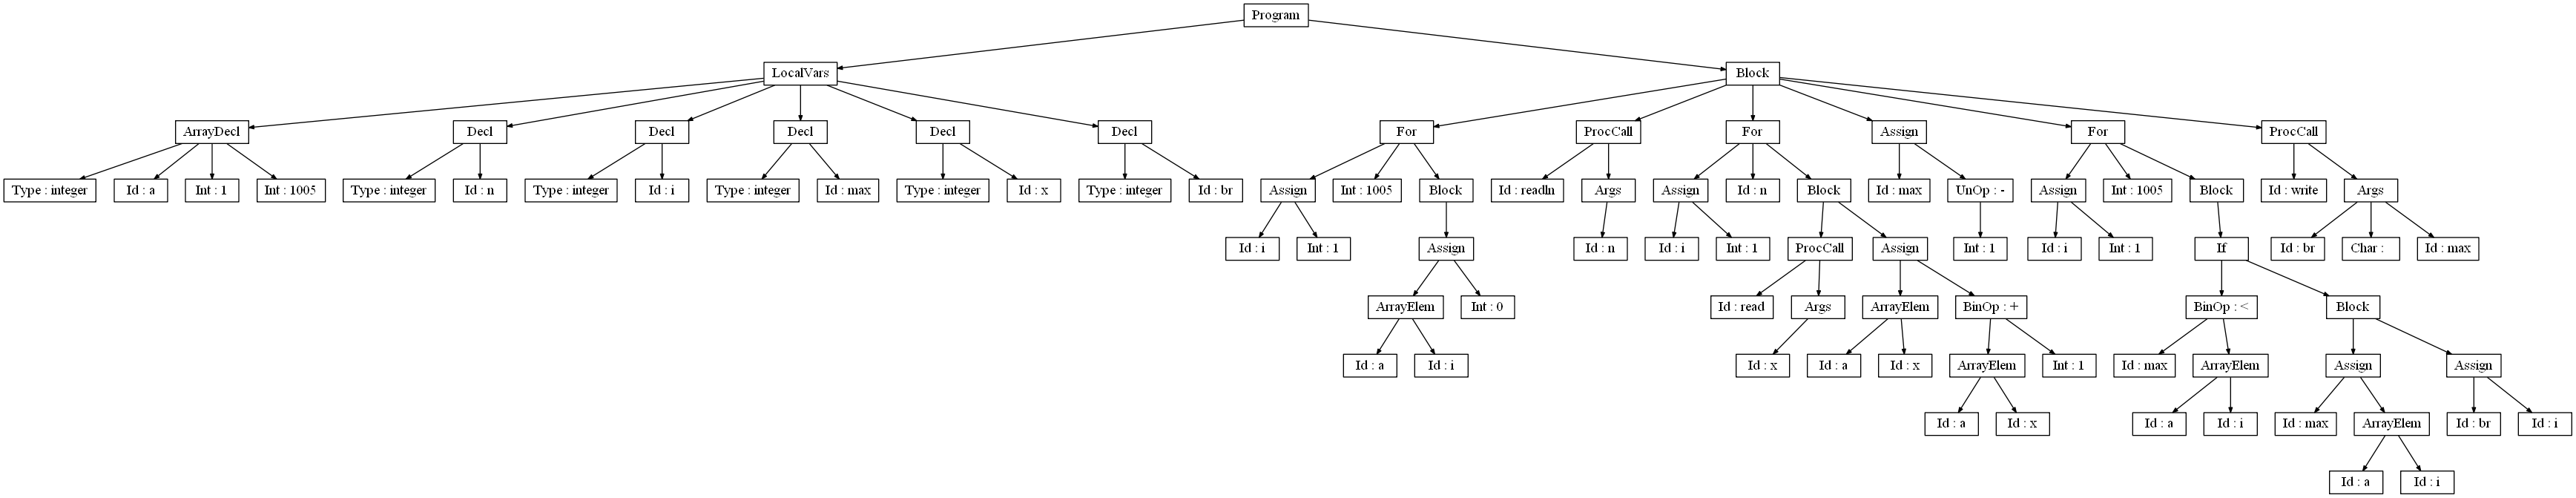 Program
LocalVars
Block
ArrayDecl
Decl
Decl
Decl
Decl
Decl
For
ProcCall
For
Assign
For
ProcCall
Type : integer
Id : a
Int : 1
Int : 1005
Type : integer
Id : n
Type : integer
Id : i
Type : integer
Id : max
Type : integer
Id : x
Type : integer
Id : br
Assign
Int : 1005
Block
Id : readln
Args
Assign
Id : n
Block
Id : max
UnOp : -
Assign
Int : 1005
Block
Id : write
Args
Id : i
Int : 1
Assign
Id : n
Id : i
Int : 1
ProcCall
Assign
Int : 1
Id : i
Int : 1
If
Id : br
Char :
Id : max
ArrayElem
Int : 0
Id : read
Args
ArrayElem
BinOp : +
BinOp : <
Block
Id : a
Id : i
Id : x
Id : a
Id : x
ArrayElem
Int : 1
Id : max
ArrayElem
Assign
Assign
Id : a
Id : x
Id : a
Id : i
Id : max
ArrayElem
Id : br
Id : i
Id : a
Id : i